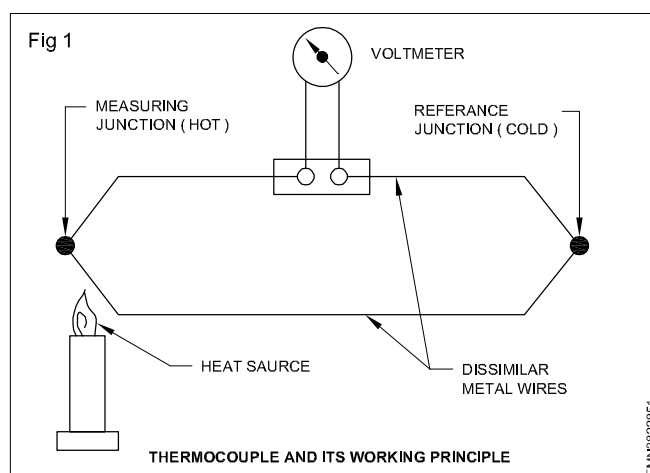 Fig 1
VOLTMETER
MEASURING
JUNCTION ( HOT )
REFERANCE
JUNCTION ( COLD )
HEAT SAURCE
DISSIMILAR
METAL WIRES
THERMOCOUPLE AND ITS WORKING PRINCIPLE